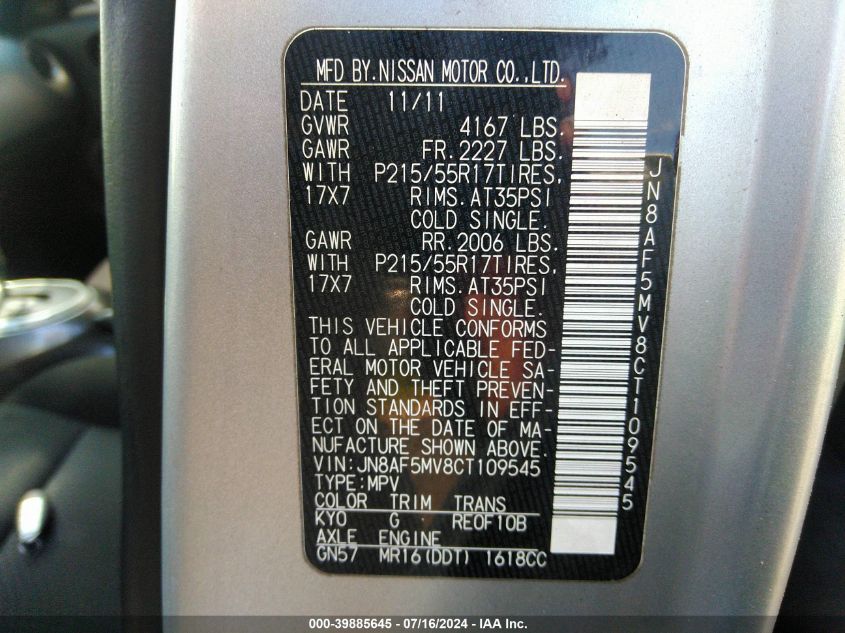 MFD BY.NISSAN MOTOR CO.,LTD.
DATE 11/11
GVWR 4167 LBS.
GAWR FR.2227 LBS.
WITH P215/55R17TIRES,
17X7 RIMS.AT35PSI
COLD SINGLE.
GAWR RR.2006 LBS.
WITH P215/55R17TIRES,
17X7 RIMS.AT35PSI
COLD SINGLE.
THIS VEHICLE CONFORMS
TO ALL APPLICABLE FED-
ERAL MOTOR VEHICLE SA-
FETY AND THEFT PREVEN-
TION STANDARDS IN EFF-
ECT ON THE DATE OF MA-
NUFACTURE SHOWN ABOVE.
VIN:JN8AF5MV8CT109545
TYPE:MPV
COLOR TRIM TRANS
KY0 G RE0F10B
AXLE ENGINE
GN57 MR16(DDT) 1618CC
JN8AF5MV8CT109545
000-39885645 - 07/16/2024 - IAA Inc.